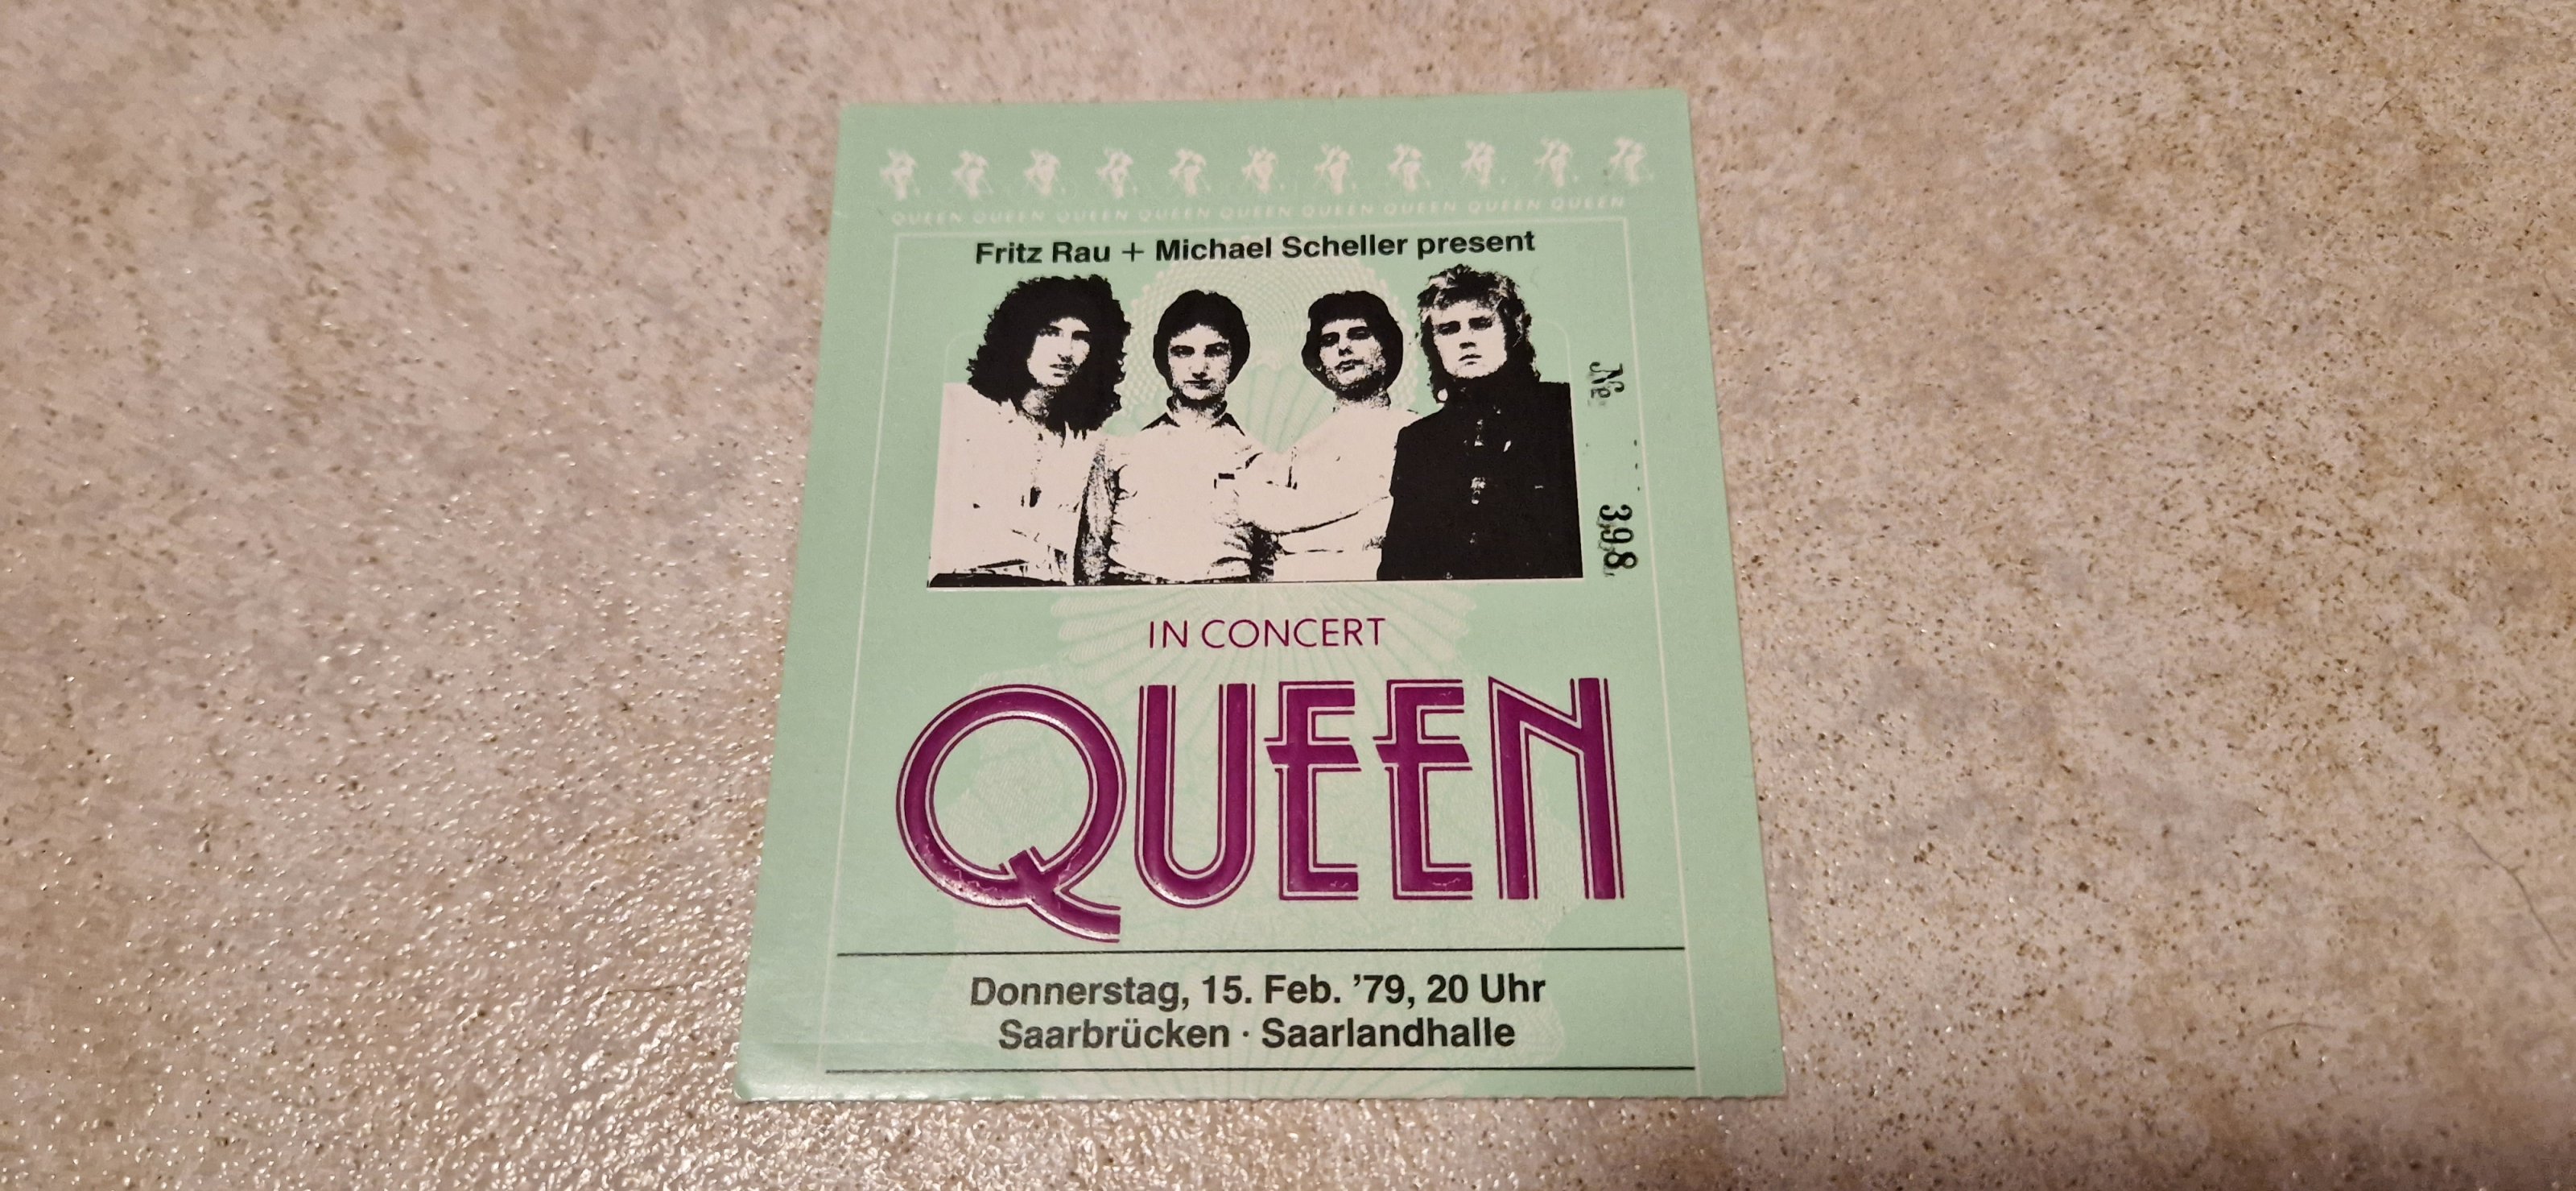 QUEEN QUEEN QUEEN QUEEN QUEEN QUEEN QUEEN QUEEN QUEEN
Fritz Rau + Michael Scheller present
№ 398
IN CONCERT
QUEEN
Donnerstag, 15. Feb. ’79, 20 Uhr
Saarbrücken · Saarlandhalle